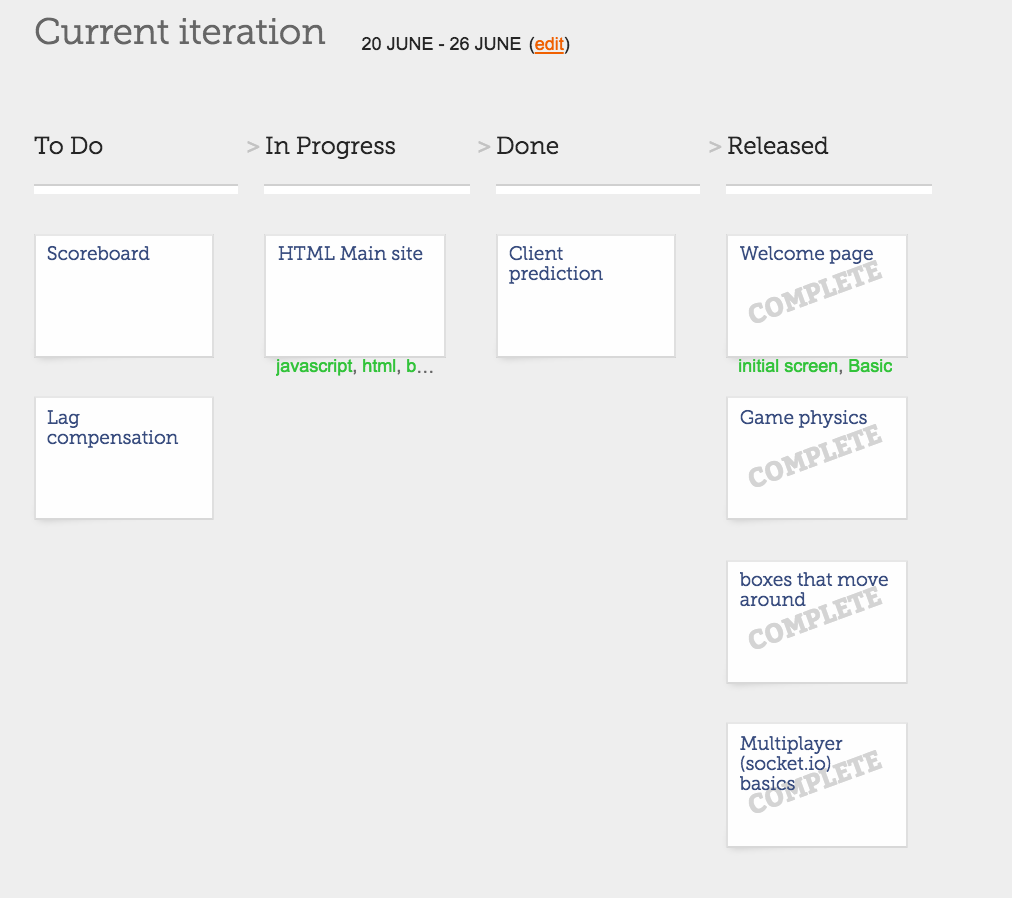 Current iteration
20 JUNE - 26 JUNE (edit)
To Do
> In Progress
> Done
> Released
Scoreboard
HTML Main site
Client
prediction
Welcome page
COMPLETE
javascript, html, b...
initial screen, Basic
Lag
compensation
Game physics
COMPLETE
boxes that move
around
COMPLETE
Multiplayer
(socket.io)
basics
COMPLETE